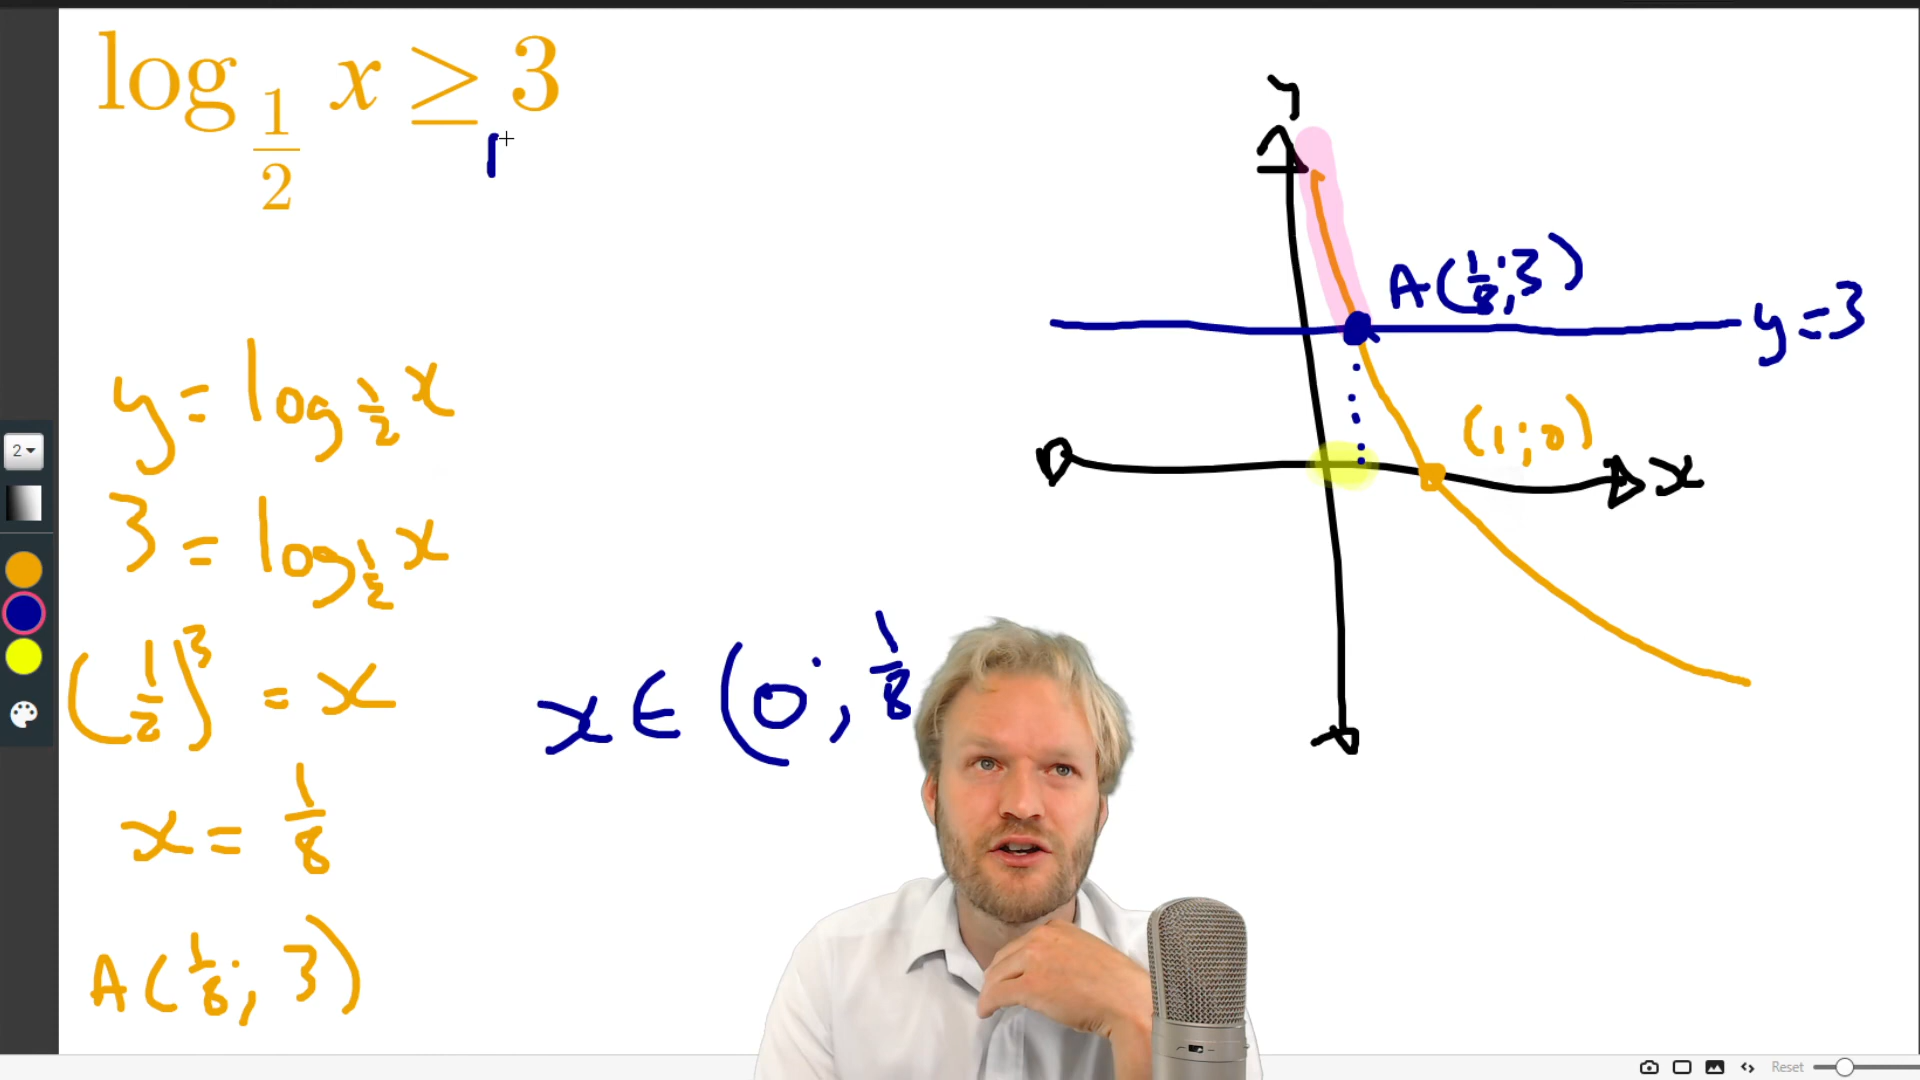 log_{1/2} x ≥ 3
y = log_{1/2} x
3 = log_{1/2} x
(1/2)^3 = x
x = 1/8
A(1/8; 3)
x ∈ (0; 1/8
y
A(1/8; 3)
y = 3
(1; 0)
x
2
Reset